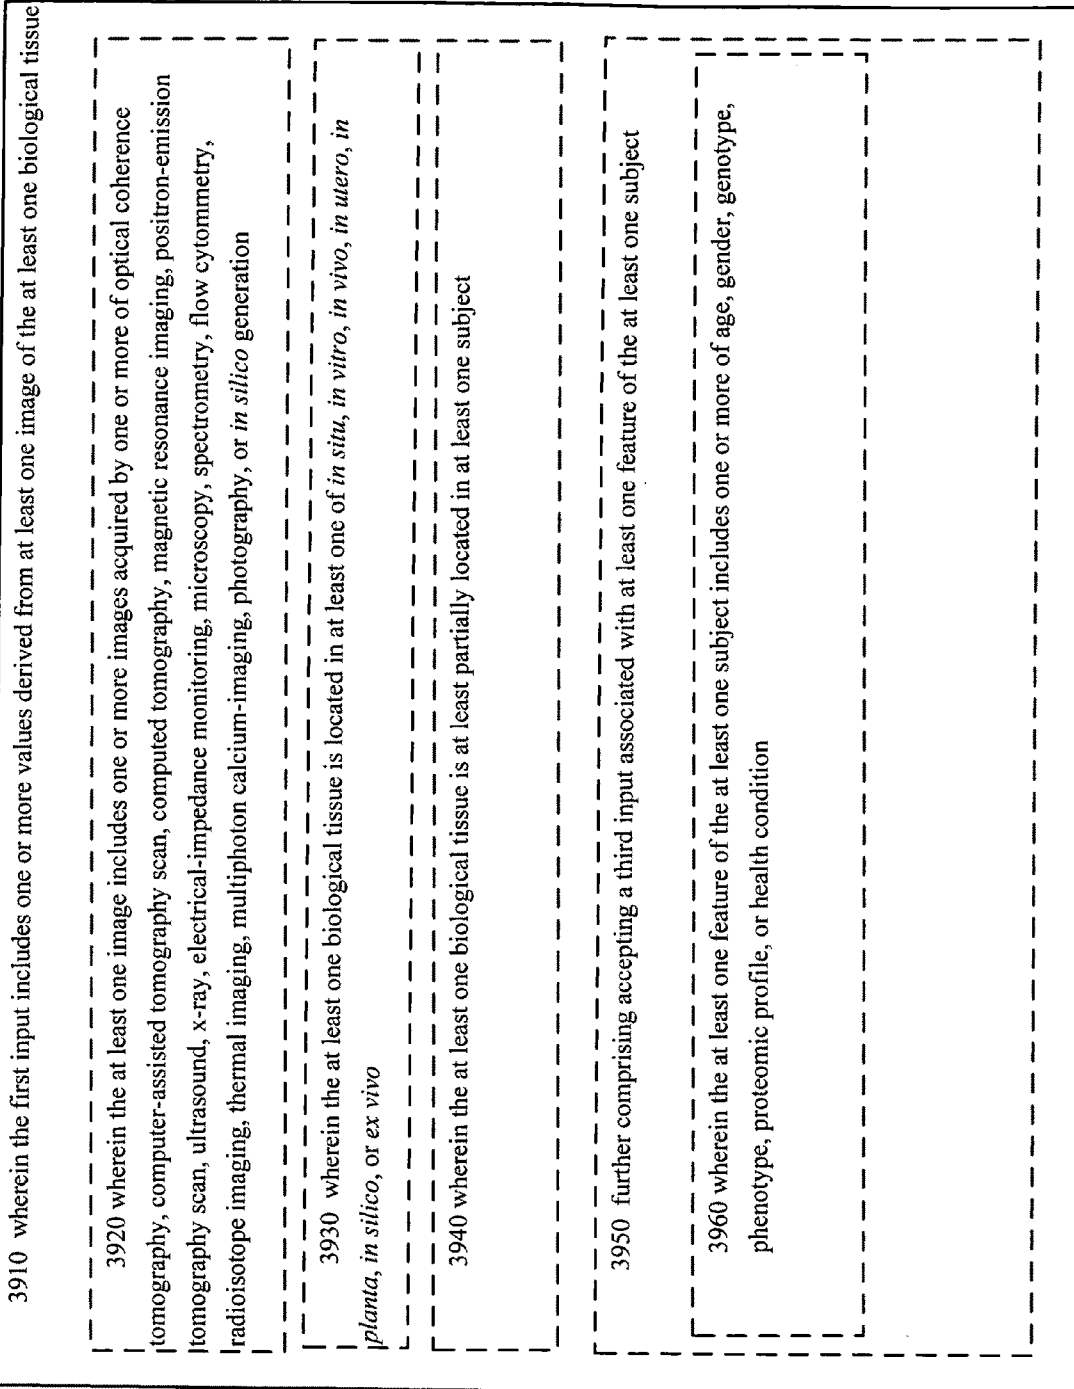 3910 wherein the first input includes one or more values derived from at least one image of the at least one biological tissue
3920 wherein the at least one image includes one or more images acquired by one or more of optical coherence
tomography, computer-assisted tomography scan, computed tomography, magnetic resonance imaging, positron-emission
tomography scan, ultrasound, x-ray, electrical-impedance monitoring, microscopy, spectrometry, flow cytommetry,
radioisotope imaging, thermal imaging, multiphoton calcium-imaging, photography, or in silico generation
3930 wherein the at least one biological tissue is located in at least one of in situ, in vitro, in vivo, in utero, in
planta, in silico, or ex vivo
3940 wherein the at least one biological tissue is at least partially located in at least one subject
3950 further comprising accepting a third input associated with at least one feature of the at least one subject
3960 wherein the at least one feature of the at least one subject includes one or more of age, gender, genotype,
phenotype, proteomic profile, or health condition